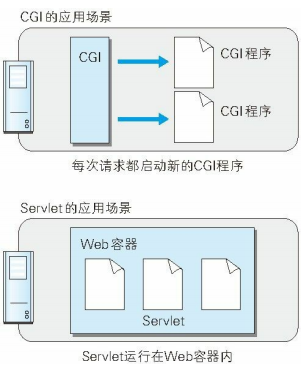 CGI的应用场景
CGI
CGI程序
CGI程序
每次请求都启动新的CGI程序
Servlet的应用场景
Web容器
Servlet
Servlet运行在Web容器内